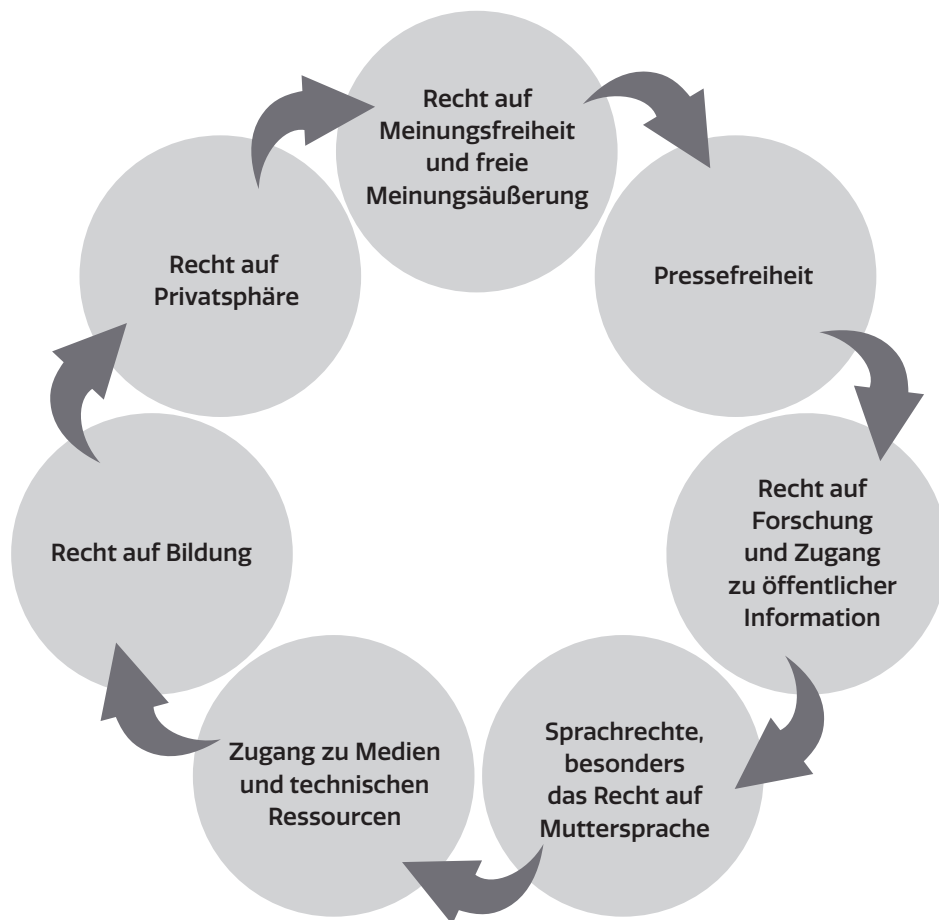 Recht auf
Meinungsfreiheit
und freie
Meinungsäußerung
Pressefreiheit
Recht auf
Forschung
und Zugang
zu öffentlicher
Information
Sprachrechte,
besonders
das Recht auf
Muttersprache
Zugang zu Medien
und technischen
Ressourcen
Recht auf Bildung
Recht auf
Privatsphäre